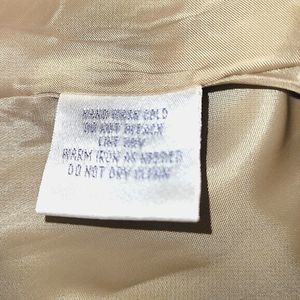 HAND WASH COLD
DO NOT BLEACH
LINE DRY
WARM IRON AS NEEDED
DO NOT DRY CLEAN